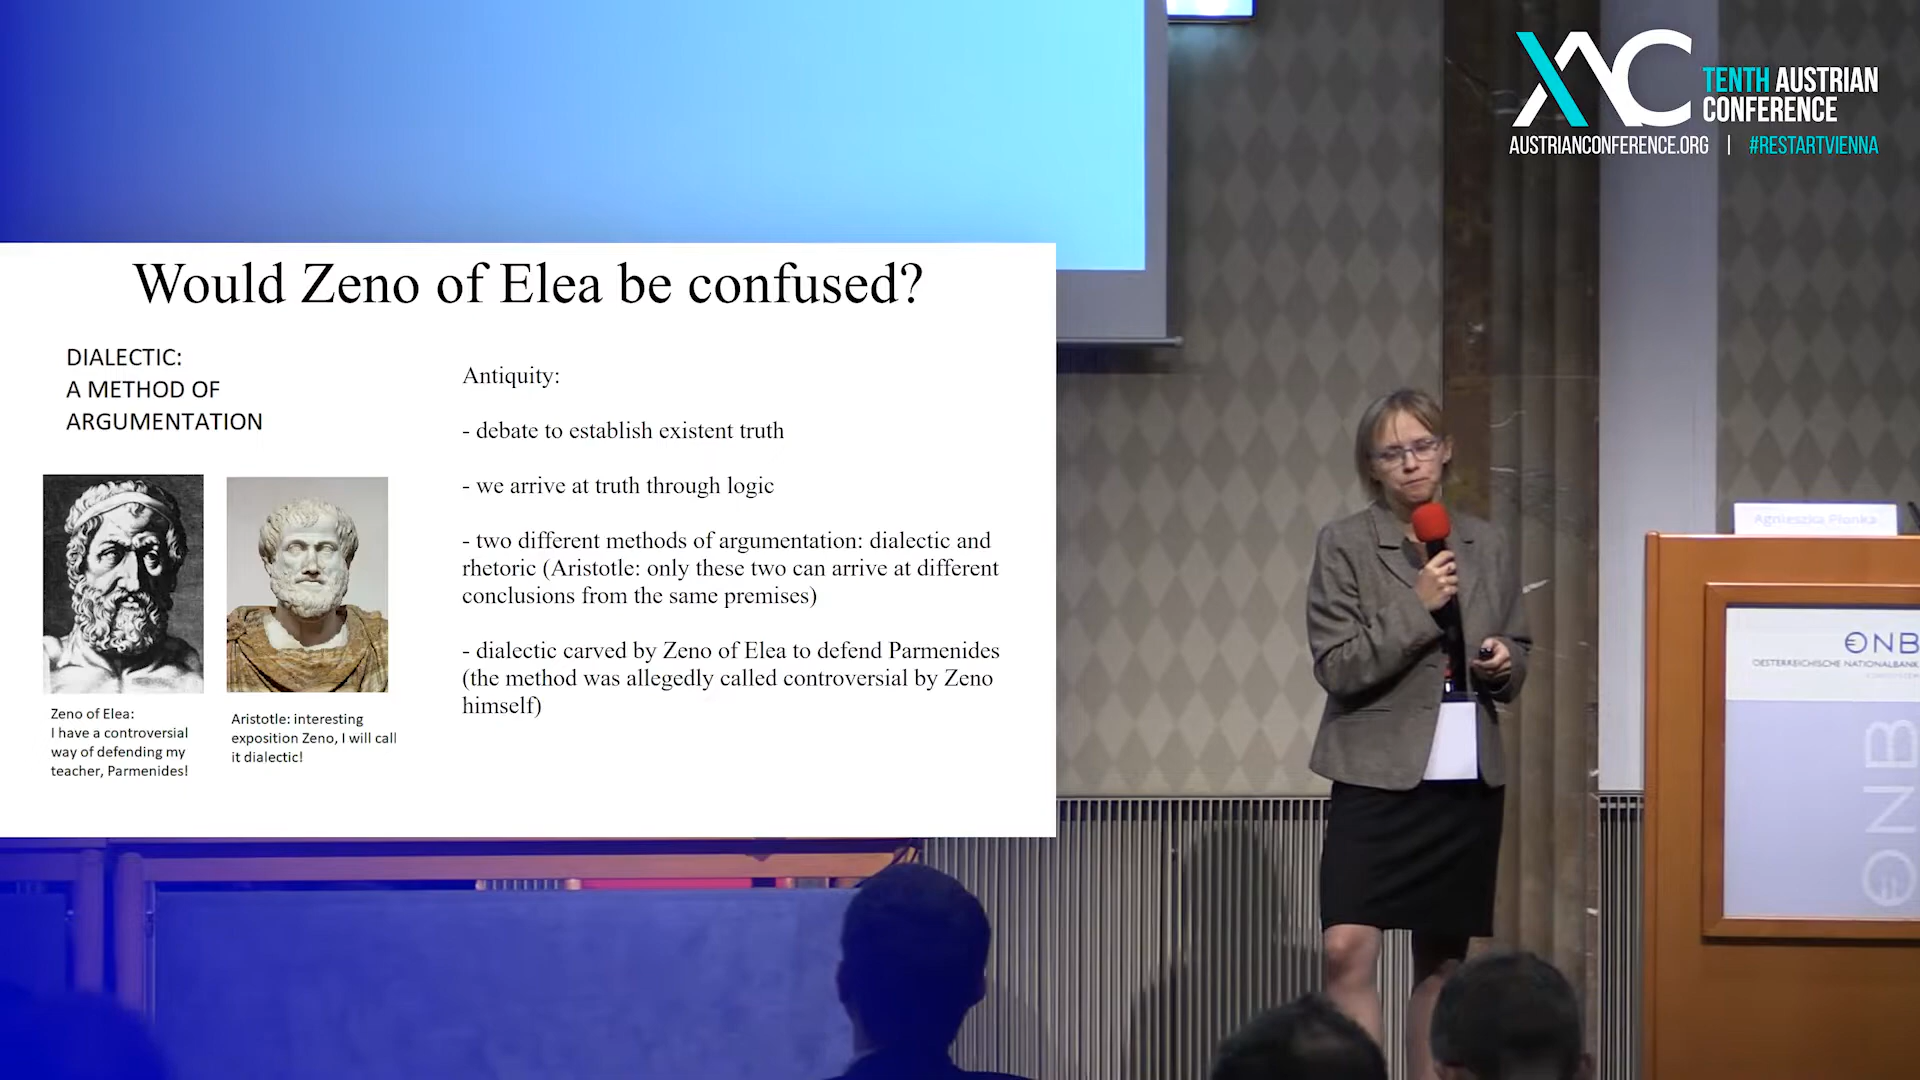 TENTH AUSTRIAN
CONFERENCE
AUSTRIANCONFERENCE.ORG | #RESTARTVIENNA
Would Zeno of Elea be confused?
DIALECTIC:
A METHOD OF
ARGUMENTATION
Zeno of Elea:
I have a controversial
way of defending my
teacher, Parmenides!
Aristotle: interesting
exposition Zeno, I will call
it dialectic!
Antiquity:
- debate to establish existent truth
- we arrive at truth through logic
- two different methods of argumentation: dialectic and
rhetoric (Aristotle: only these two can arrive at different
conclusions from the same premises)
- dialectic carved by Zeno of Elea to defend Parmenides
(the method was allegedly called controversial by Zeno
himself)
Agnieszka Płonka
ONB
OESTERREICHISCHE NATIONALBANK
ONB